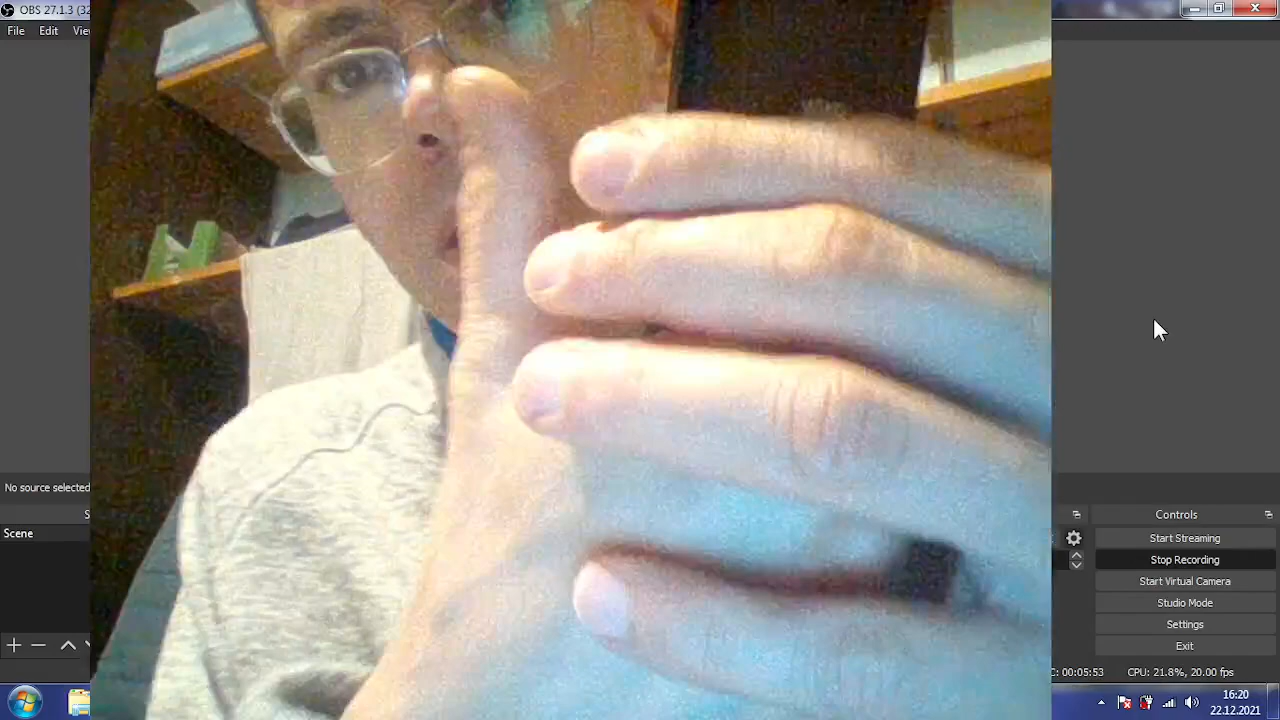 OBS 27.1.3 (32
File Edit Vie
No source selected
S
Scene
Controls
Start Streaming
Stop Recording
Start Virtual Camera
Studio Mode
Settings
Exit
C: 00:05:53 CPU: 21.8%, 20.00 fps
16:20
22.12.2021